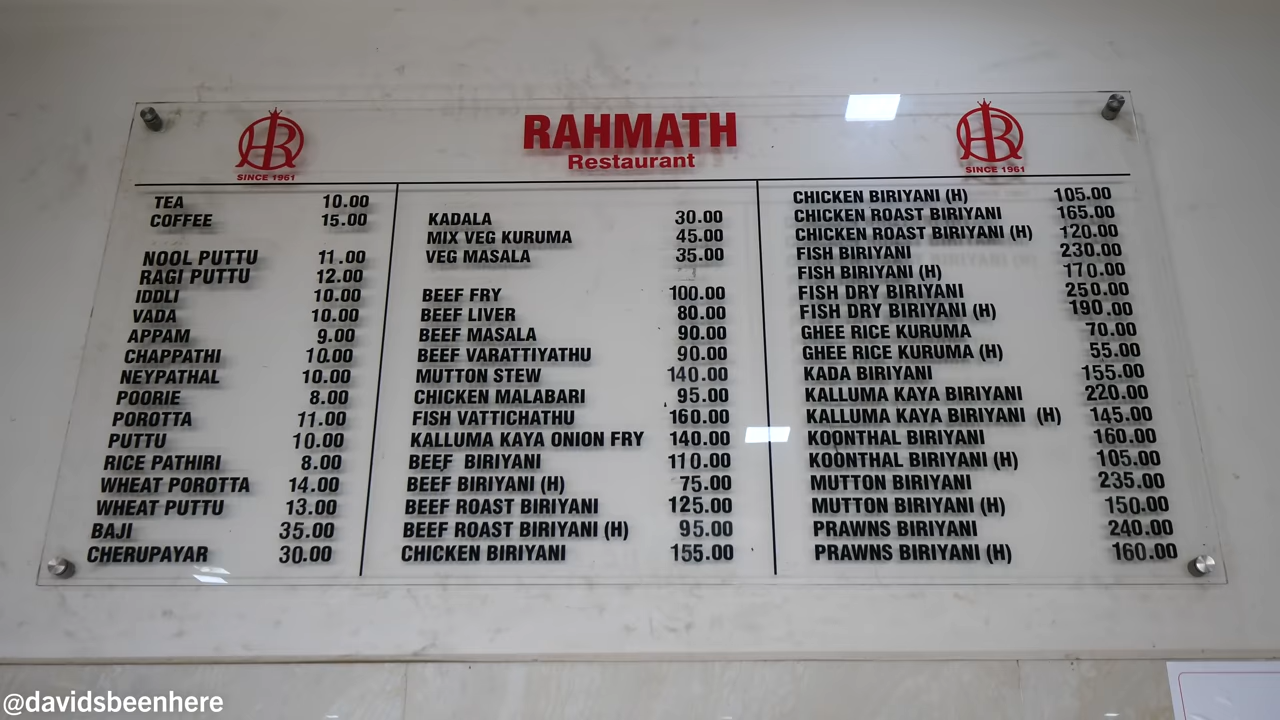 HR
SINCE 1961
RAHMATH
Restaurant
HR
SINCE 1961
TEA 10.00
COFFEE 15.00
NOOL PUTTU 11.00
RAGI PUTTU 12.00
IDDLI 10.00
VADA 10.00
APPAM 9.00
CHAPPATHI 10.00
NEYPATHAL 10.00
POORIE 8.00
POROTTA 11.00
PUTTU 10.00
RICE PATHIRI 8.00
WHEAT POROTTA 14.00
WHEAT PUTTU 13.00
BAJI 35.00
CHERUPAYAR 30.00
KADALA 30.00
MIX VEG KURUMA 45.00
VEG MASALA 35.00
BEEF FRY 100.00
BEEF LIVER 80.00
BEEF MASALA 90.00
BEEF VARATTIYATHU 90.00
MUTTON STEW 140.00
CHICKEN MALABARI 95.00
FISH VATTICHATHU 160.00
KALLUMA KAYA ONION FRY 140.00
BEEF BIRIYANI 110.00
BEEF BIRIYANI (H) 75.00
BEEF ROAST BIRIYANI 125.00
BEEF ROAST BIRIYANI (H) 95.00
CHICKEN BIRIYANI 155.00
CHICKEN BIRIYANI (H) 105.00
CHICKEN ROAST BIRIYANI 165.00
CHICKEN ROAST BIRIYANI (H) 120.00
FISH BIRIYANI 230.00
FISH BIRIYANI (H) 170.00
FISH DRY BIRIYANI 250.00
FISH DRY BIRIYANI (H) 190.00
GHEE RICE KURUMA 70.00
GHEE RICE KURUMA (H) 55.00
KADA BIRIYANI 155.00
KALLUMA KAYA BIRIYANI 220.00
KALLUMA KAYA BIRIYANI (H) 145.00
KOONTHAL BIRIYANI 160.00
KOONTHAL BIRIYANI (H) 105.00
MUTTON BIRIYANI 235.00
MUTTON BIRIYANI (H) 150.00
PRAWNS BIRIYANI 240.00
PRAWNS BIRIYANI (H) 160.00
@davidsbeenhere